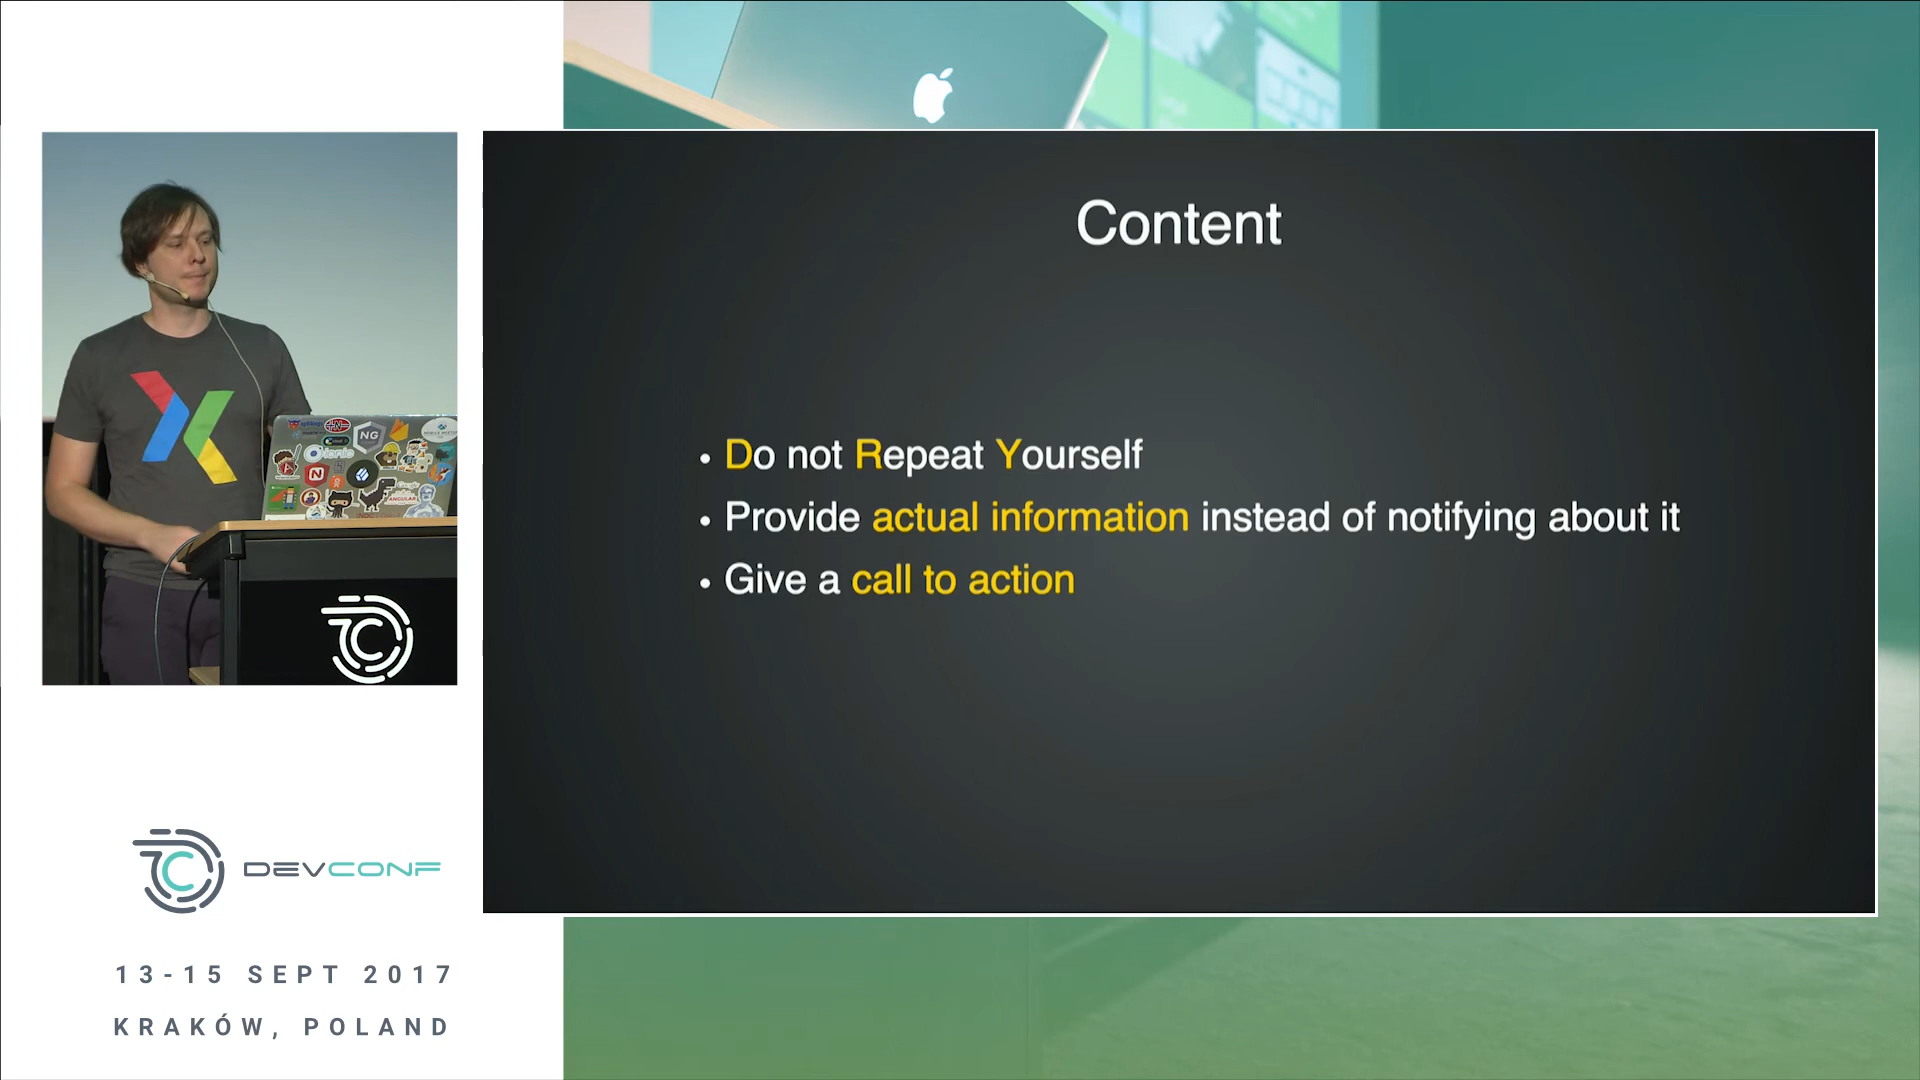 Content
• Do not Repeat Yourself
• Provide actual information instead of notifying about it
• Give a call to action
NG
DEVCONF
13-15 SEPT 2017
KRAKÓW, POLAND